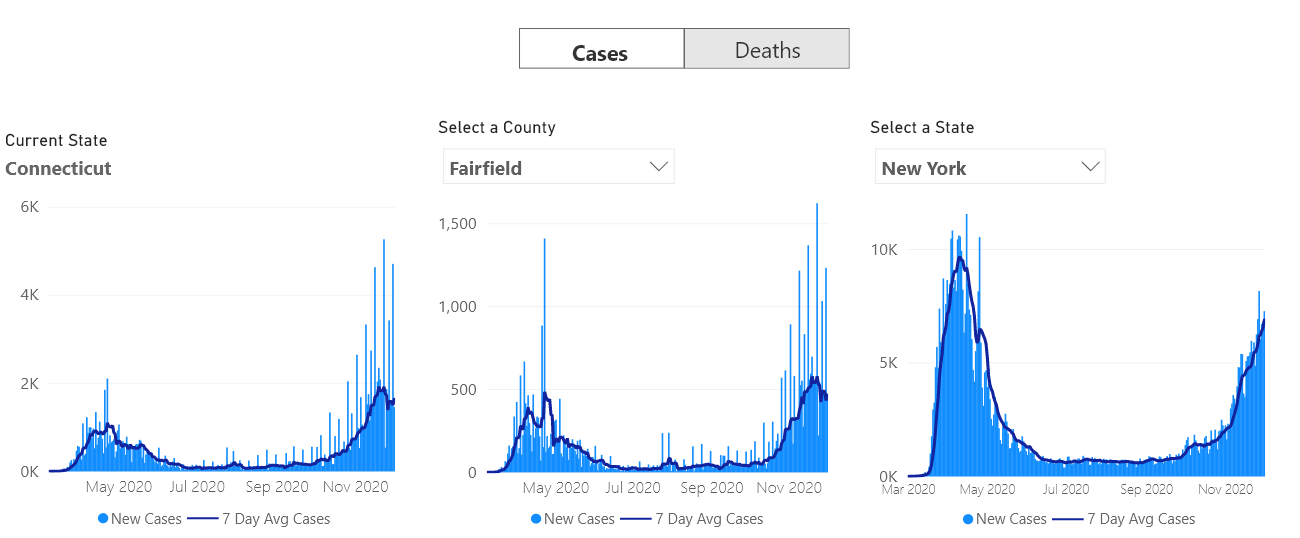 Cases
Deaths
Current State
Connecticut
6K
4K
2K
0K
May 2020 Jul 2020 Sep 2020 Nov 2020
New Cases 7 Day Avg Cases
Select a County
Fairfield
1,500
1,000
500
0
May 2020 Jul 2020 Sep 2020 Nov 2020
New Cases 7 Day Avg Cases
Select a State
New York
10K
5K
0K
Mar 2020 May 2020 Jul 2020 Sep 2020 Nov 2020
New Cases 7 Day Avg Cases